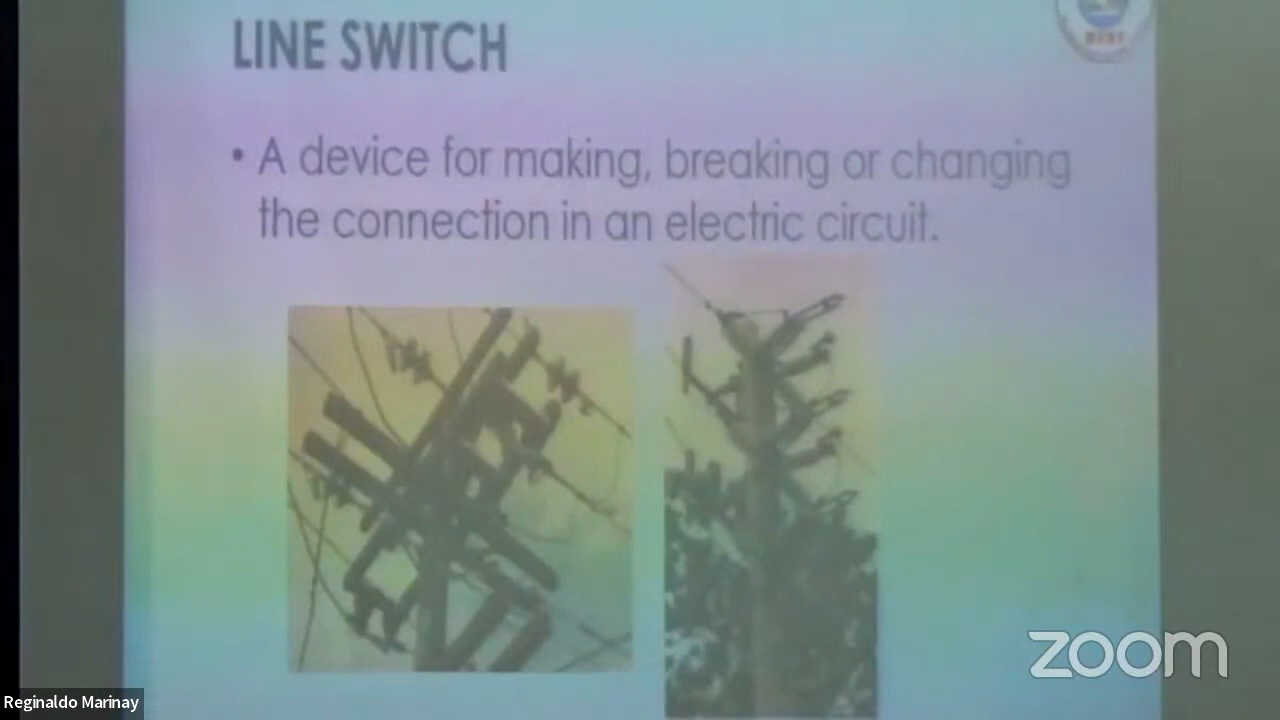 LINE SWITCH
• A device for making, breaking or changing
the connection in an electric circuit.
zoom
Reginaldo Marinay